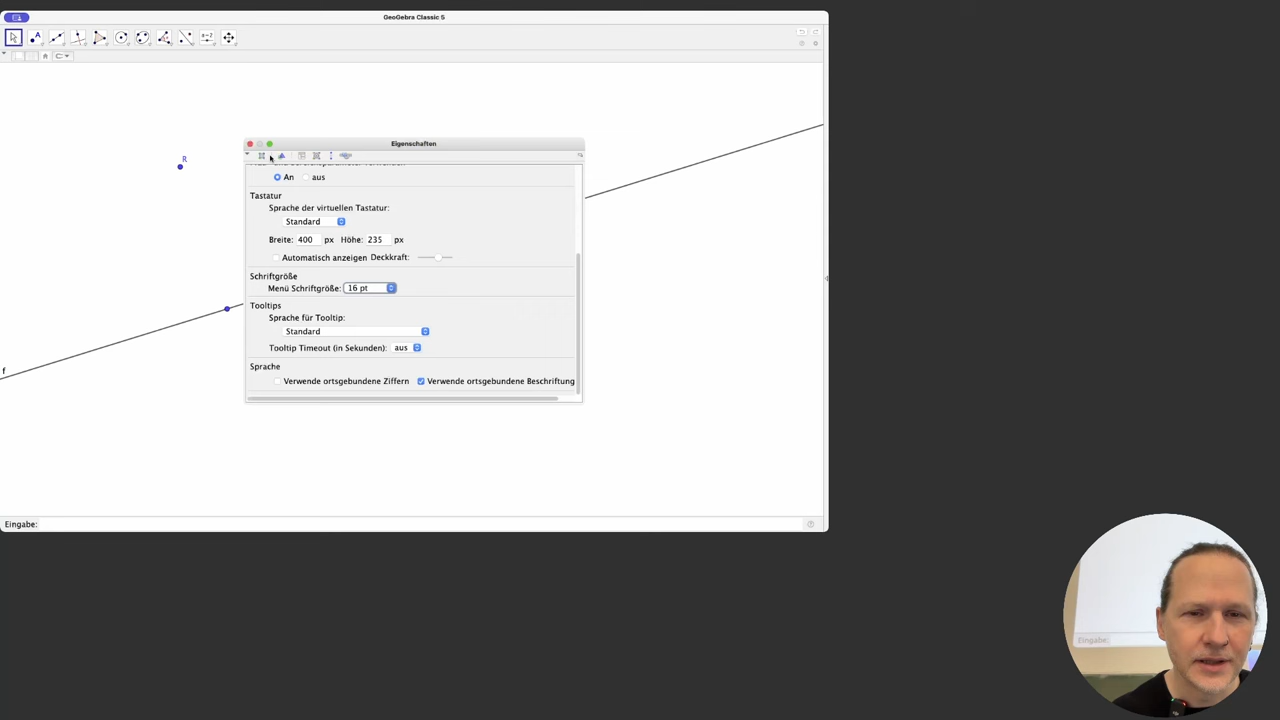 GeoGebra Classic 5
A
a=2
R
Eigenschaften
An aus
Tastatur
Sprache der virtuellen Tastatur:
Standard
Breite: 400 px Höhe: 235 px
Automatisch anzeigen Deckkraft:
Schriftgröße
Menü Schriftgröße: 16 pt
Tooltips
Sprache für Tooltip:
Standard
Tooltip Timeout (in Sekunden): aus
Sprache
Verwende ortsgebundene Ziffern Verwende ortsgebundene Beschriftung
f
Eingabe:
Eingabe: